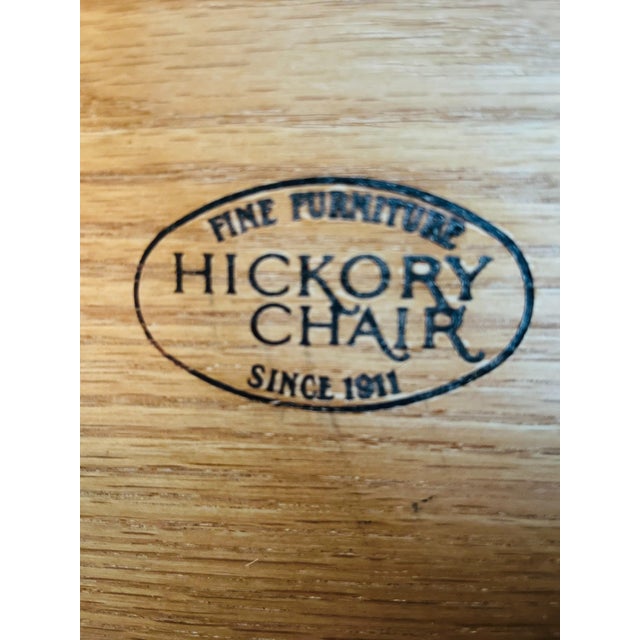 FINE FURNITURE
HICKORY
CHAIR
SINCE 1911